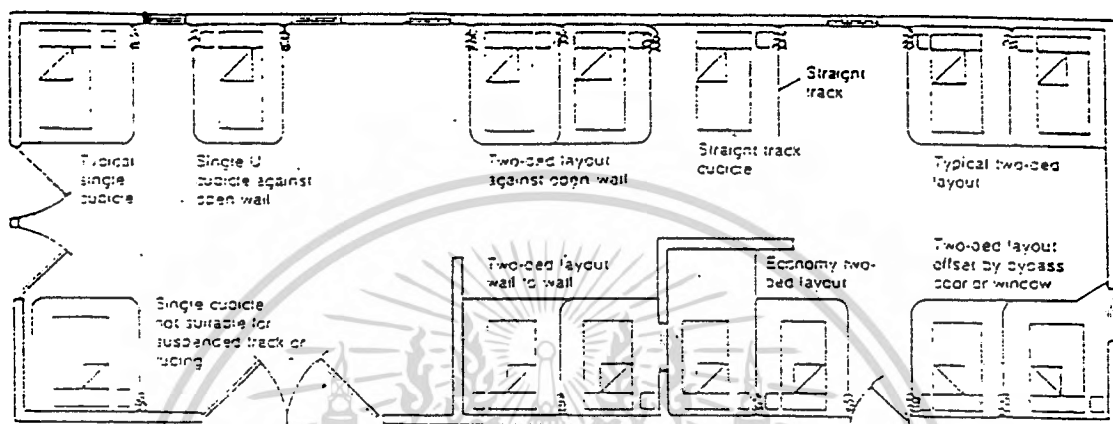 Straight
track
Typical
single
cubicle
Single U
cubicle against
open wall
Two-bed layout
against open wall
Straight track
cubicle
Typical two-bed
layout
Single cubicle
not suitable for
suspended track or
Two-bed layout
wall to wall
Economy two-
bed layout
Two-bed layout
offset by bypass
door or window